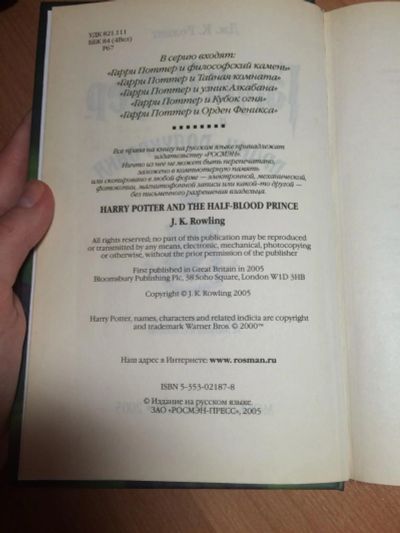 УДК 821.111
ББК 84 (4Вел)
Р67
В серию входят:
«Гарри Поттер и философский камень»
«Гарри Поттер и Тайная комната»
«Гарри Поттер и узник Азкабана»
«Гарри Поттер и Кубок огня»
«Гарри Поттер и Орден Феникса»
Все права на книгу на русском языке принадлежат
издательству «РОСМЭН».
Ничто из нее не может быть перепечатано,
заложено в компьютерную память
или скопировано в любой форме — электронной, механической,
фотокопии, магнитофонной записи или какой-то другой —
без письменного разрешения владельца.
HARRY POTTER AND THE HALF-BLOOD PRINCE
J. K. Rowling
All rights reserved; no part of this publication may be reproduced
or transmitted by any means, electronic, mechanical, photocopying
or otherwise, without the prior permission of the publisher
First published in Great Britain in 2005
Bloomsbury Publishing Plc, 38 Soho Square, London W1D 3HB
Copyright © J. K. Rowling 2005
Harry Potter, names, characters and related indicia are copyright
and trademark Warner Bros. © 2000™
Наш адрес в Интернете: www.rosman.ru
ISBN 5-353-02187-8
© Издание на русском языке.
ЗАО «РОСМЭН-ПРЕСС», 2005